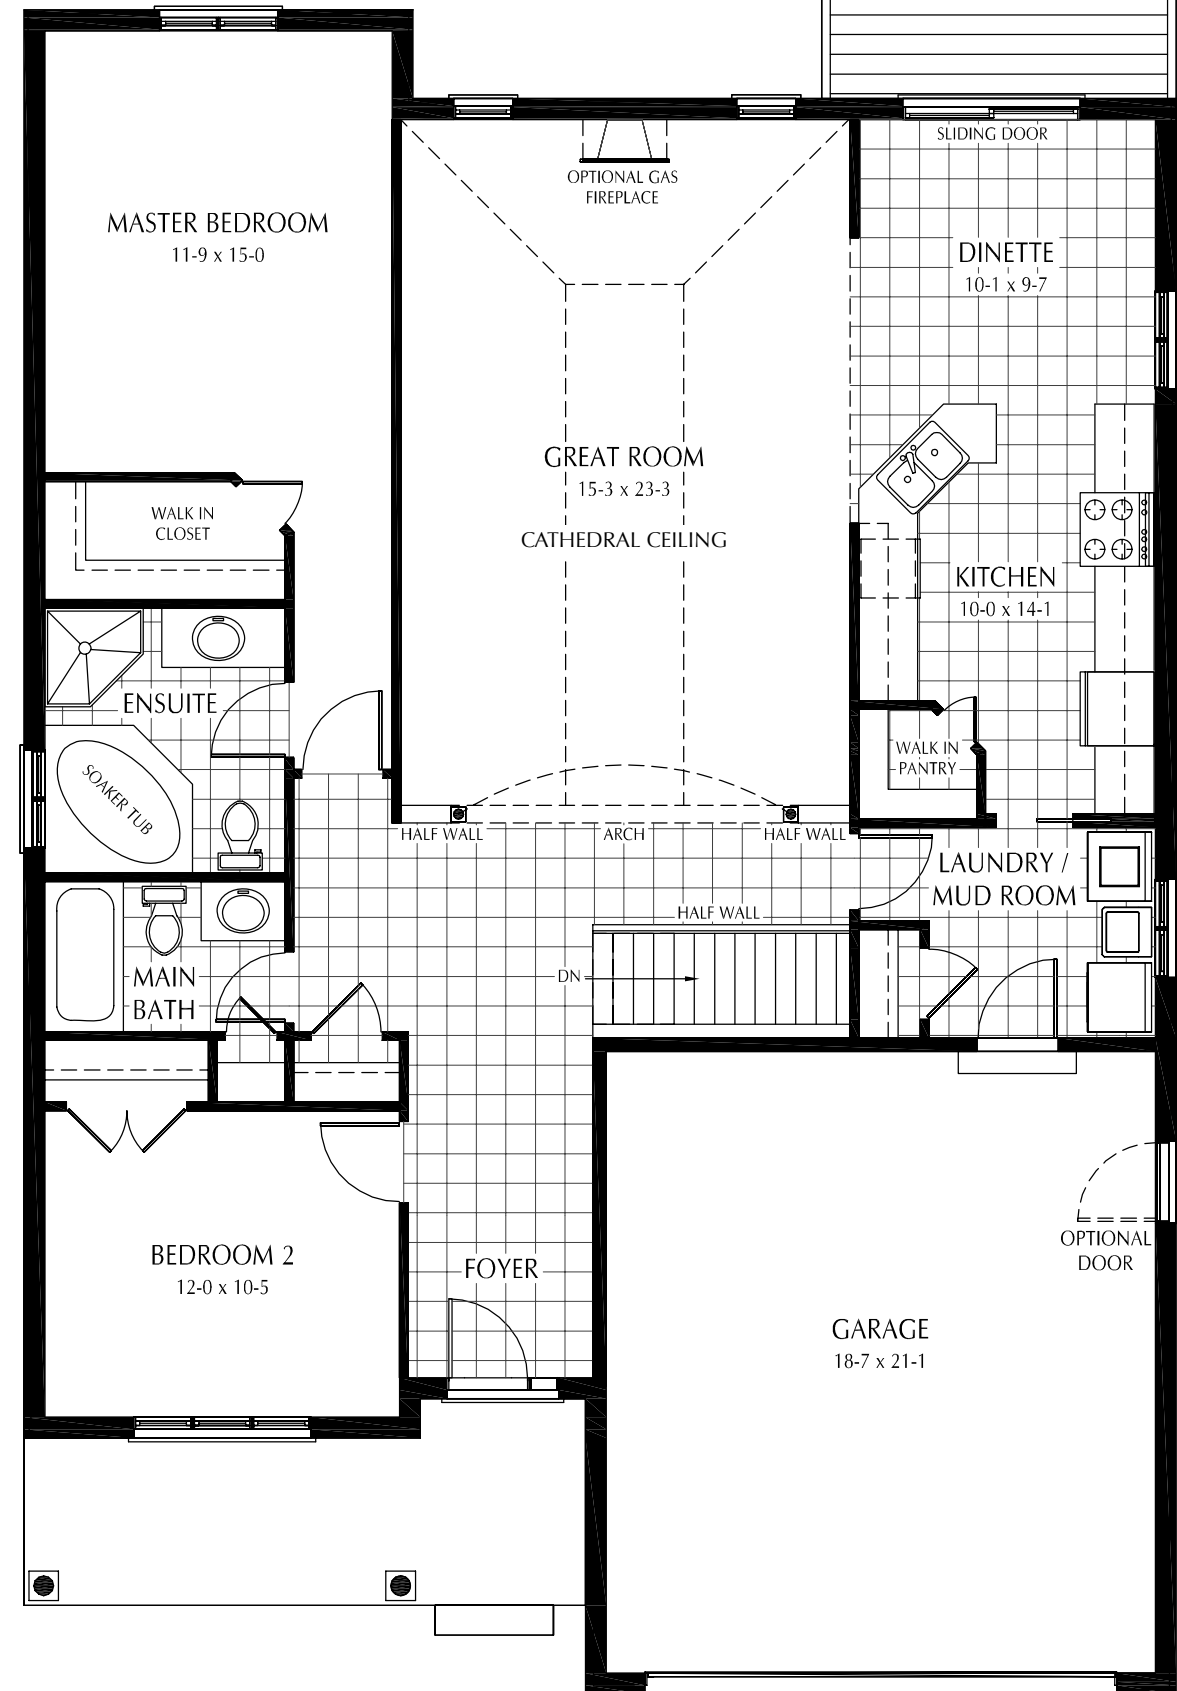 SLIDING DOOR
OPTIONAL GAS
FIREPLACE
MASTER BEDROOM
11-9 x 15-0
DINETTE
10-1 x 9-7
GREAT ROOM
15-3 x 23-3
CATHEDRAL CEILING
WALK IN
CLOSET
KITCHEN
10-0 x 14-1
ENSUITE
SOAKER TUB
WALK IN
PANTRY
HALF WALL
ARCH
HALF WALL
LAUNDRY /
MUD ROOM
HALF WALL
DN
MAIN
BATH
BEDROOM 2
12-0 x 10-5
FOYER
OPTIONAL
DOOR
GARAGE
18-7 x 21-1